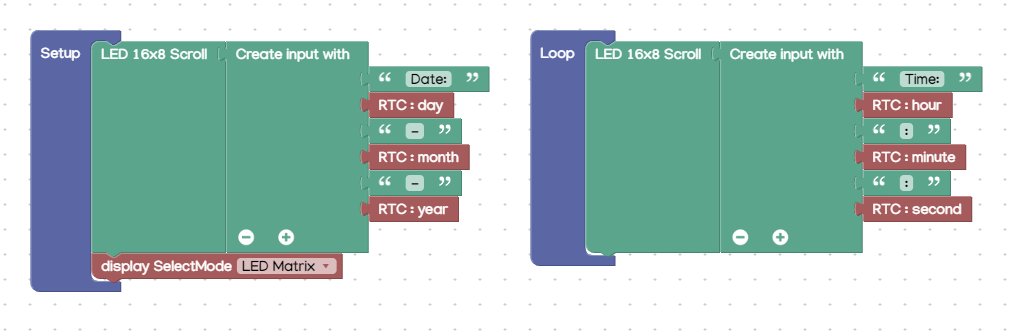 Setup LED 16x8 Scroll Create input with
“ Date: ”
RTC : day
“ - ”
RTC : month
“ - ”
RTC : year
display SelectMode LED Matrix
Loop LED 16x8 Scroll Create input with
“ Time: ”
RTC : hour
“ : ”
RTC : minute
“ : ”
RTC : second